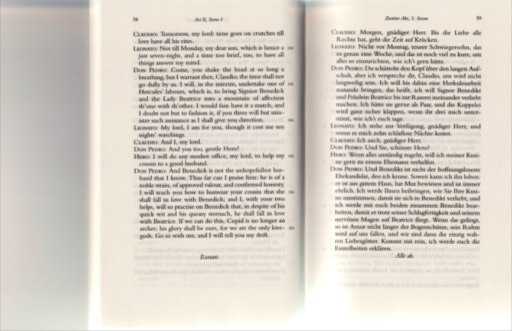 58 Act II, Scene I
CLAUDIO: Tomorrow, my lord: time goes on crutches till
love have all his rites.
LEONATO: Not till Monday, my dear son, which is hence a
just seven-night, and a time too brief, too, to have all
things answer my mind.
DON PEDRO: Come, you shake the head at so long a
breathing, but I warrant thee, Claudio, the time shall not
go dully by us. I will, in the interim, undertake one of
Hercules' labours, which is, to bring Signior Benedick
and the Lady Beatrice into a mountain of affection
th'one with th'other. I would fain have it a match, and
I doubt not but to fashion it, if you three will but minister
such assistance as I shall give you direction.
LEONATO: My lord, I am for you, though it cost me ten
nights' watchings.
CLAUDIO: And I, my lord.
DON PEDRO: And you too, gentle Hero?
HERO: I will do any modest office, my lord, to help my
cousin to a good husband.
DON PEDRO: And Benedick is not the unhopefullest husband
that I know. Thus far can I praise him: he is of a
noble strain, of approved valour, and confirmed honesty.
I will teach you how to humour your cousin that she
shall fall in love with Benedick; and I, with your two
helps, will so practise on Benedick that, in despite of his
quick wit and his queasy stomach, he shall fall in love
with Beatrice. If we can do this, Cupid is no longer an
archer; his glory shall be ours, for we are the only love-
gods. Go in with me, and I will tell you my drift.
Exeunt.
Zweiter Akt, 1. Szene 59
CLAUDIO: Morgen, gnädiger Herr. Bis die Liebe alle
Rechte hat, geht die Zeit auf Krücken.
LEONATO: Nicht vor Montag, teurer Schwiegersohn, das
ist genau eine Woche, und das ist noch viel zu kurz, um
alles so einzurichten, wie ich's gern hätte.
DON PEDRO: Du schüttelst den Kopf über den langen Aufschub,
aber ich verspreche dir, Claudio, uns wird nicht
langweilig sein. Ich will bis dahin eine Herkulesarbeit
zustande bringen, das heißt, ich will Signor Benedikt
und Fräulein Beatrice bis zur Raserei ineinander verliebt
machen. Ich hätte sie gerne als Paar, und die Kuppelei
wird ganz sicher klappen, wenn ihr drei mich unterstützt,
wie ich's euch sage.
LEONATO: Ich stehe zur Verfügung, gnädiger Herr, und
wenn es mich zehn schlaflose Nächte kostet.
CLAUDIO: Ich auch, gnädiger Herr.
DON PEDRO: Und Sie, schönste Hero?
HERO: Wenn alles anständig zugeht, will ich meiner Kusine
gern zu einem Ehemann verhelfen.
DON PEDRO: Und Benedikt ist nicht der hoffnungsloseste
Ehekandidat, den ich kenne. Soweit kann ich ihn loben:
er ist aus gutem Haus, hat Mut bewiesen und ist immer
ehrlich. Ich werde Ihnen beibringen, wie Sie Ihre Kusine
umstimmen, damit sie sich in Benedikt verliebt, und
ich werde mit euch beiden zusammen Benedikt bearbeiten,
damit er trotz seiner Schlagfertigkeit und seinem
nervösen Magen auf Beatrice fliegt. Wenn das gelingt,
so ist Amor nicht länger der Bogenschütze, sein Ruhm
wird auf uns fallen, und wir sind dann die einzig wahren
Liebesgötter. Kommt mit rein, ich werde euch die
Einzelheiten erklären.
Alle ab.